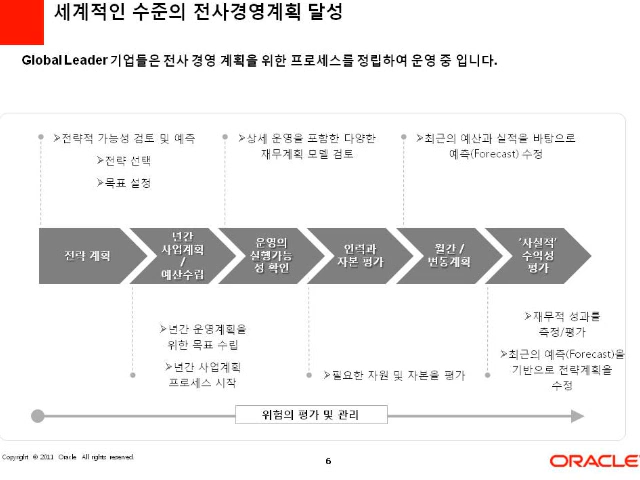 세계적인 수준의 전사경영계획 달성
Global Leader 기업들은 전사 경영 계획을 위한 프로세스를 정립하여 운영 중 입니다.
➢전략적 가능성 검토 및 예측
➢전략 선택
➢목표 설정
➢상세 운영을 포함한 다양한
재무계획 모델 검토
➢최근의 예산과 실적을 바탕으로
예측(Forecast) 수정
전략 계획
년간
사업계획
/
예산수립
운영의
실행가능
성 확인
인력과
자본 평가
월간 /
변동계획
'사실적'
수익성
평가
➢년간 운영계획을
위한 목표 수립
➢년간 사업계획
프로세스 시작
➢필요한 자원 및 자본을 평가
➢재무적 성과를
측정/평가
➢최근의 예측(Forecast)을
기반으로 전략계획을
수정
위험의 평가 및 관리
Copyright © 2011 Oracle. All rights reserved.
6
ORACLE